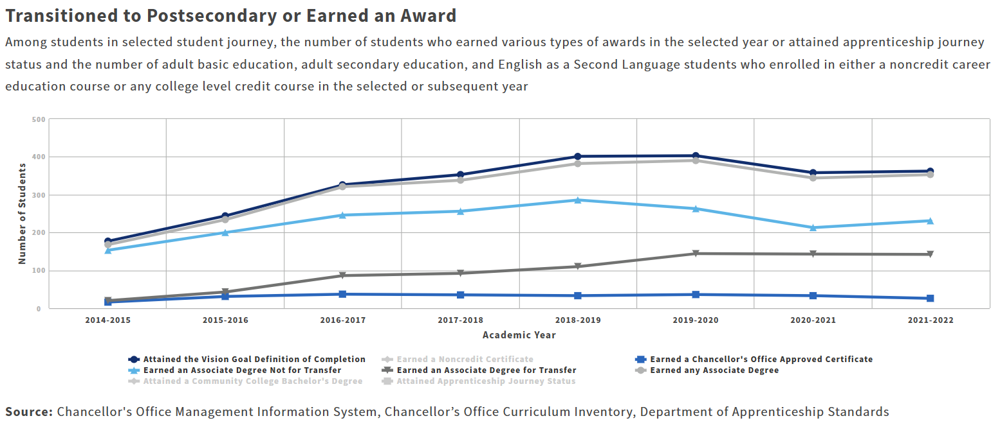 Transitioned to Postsecondary or Earned an Award
Among students in selected student journey, the number of students who earned various types of awards in the selected year or attained apprenticeship journey
status and the number of adult basic education, adult secondary education, and English as a Second Language students who enrolled in either a noncredit career
education course or any college level credit course in the selected or subsequent year
500
400
300
200
100
0
Number of Students
2014-2015 2015-2016 2016-2017 2017-2018 2018-2019 2019-2020 2020-2021 2021-2022
Academic Year
Attained the Vision Goal Definition of Completion Earned a Noncredit Certificate Earned a Chancellor's Office Approved Certificate
Earned an Associate Degree Not for Transfer Earned an Associate Degree for Transfer Earned any Associate Degree
Attained a Community College Bachelor's Degree Attained Apprenticeship Journey Status
Source: Chancellor's Office Management Information System, Chancellor’s Office Curriculum Inventory, Department of Apprenticeship Standards